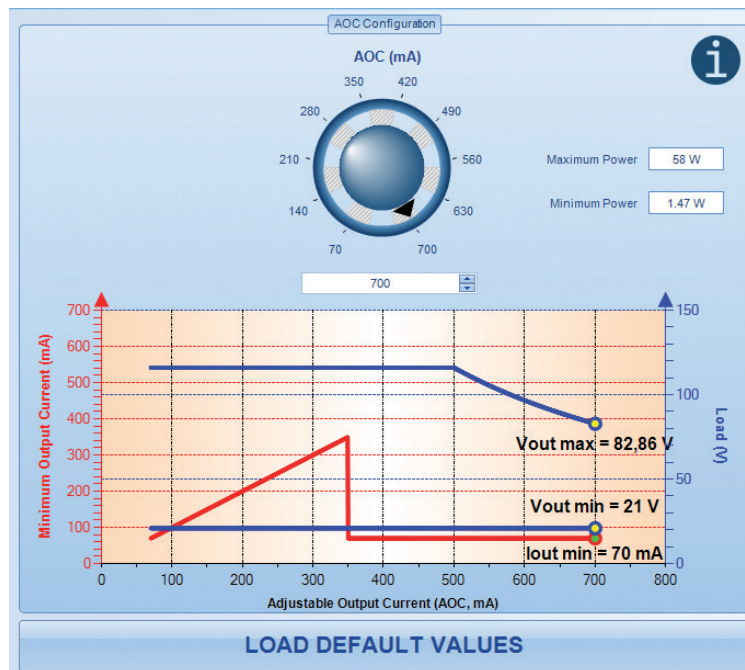 AOC Configuration
AOC (mA)
350
420
280
490
210
560
140
630
70
700
Maximum Power
58 W
Minimum Power
1.47 W
700
Minimum Output Current (mA)
700
600
500
400
300
200
100
0
150
100
50
0
Load (V)
Vout max = 82,86 V
Vout min = 21 V
Iout min = 70 mA
0 100 200 300 400 500 600 700 800
Adjustable Output Current (AOC, mA)
LOAD DEFAULT VALUES